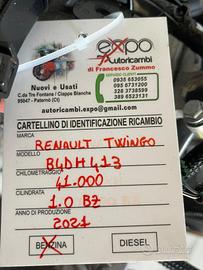 expo
Autoricambi
di Francesco Zummo
Nuovi e Usati
C.da Tre Fontane / Ciappe Bianche
95047 - Paternò (Ct)
SERVIZIO CLIENTI
0935 653055
095 6731200
328 3738599
389 6523131
autoricambi.expo@gmail.com
CARTELLINO DI IDENTIFICAZIONE RICAMBIO
MARCA
RENAULT TWINGO
MODELLO
B4DH413
CHILOMETRAGGIO
41.000
CILINDRATA
1.0 BZ
ANNO DI PRODUZIONE
2021
BENZINA
DIESEL